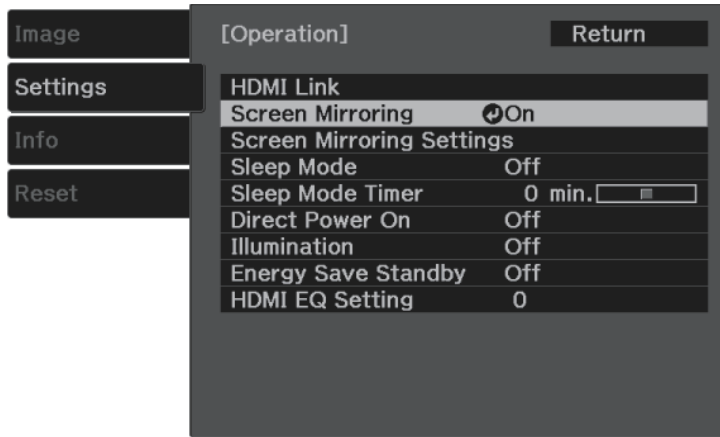 Image
Settings
Info
Reset
[Operation] Return
HDMI Link
Screen Mirroring On
Screen Mirroring Settings
Sleep Mode Off
Sleep Mode Timer 0 min.
Direct Power On Off
Illumination Off
Energy Save Standby Off
HDMI EQ Setting 0